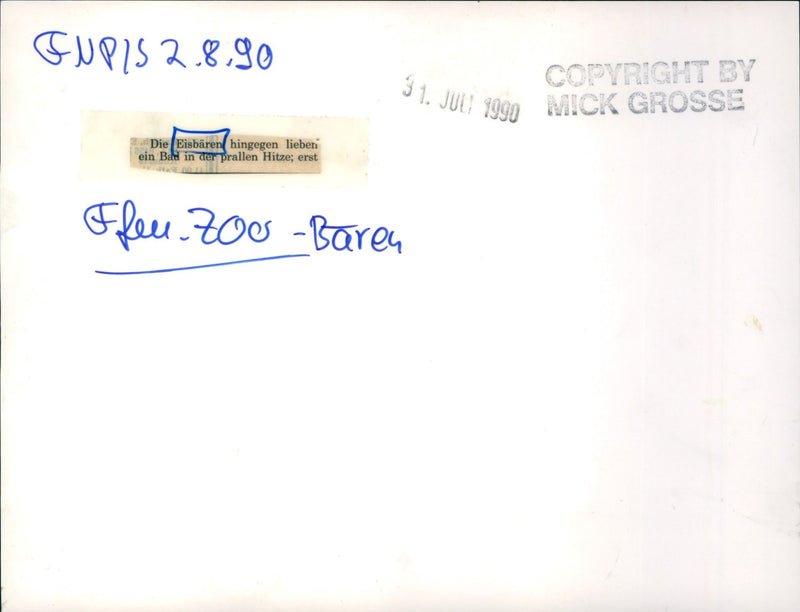 FNP/S 2.8.90
31. JULI 1990
COPYRIGHT BY
MICK GROSSE
Die Eisbären hingegen lieben
ein Bad in der prallen Hitze; erst
Ffm.-ZOO-Bären